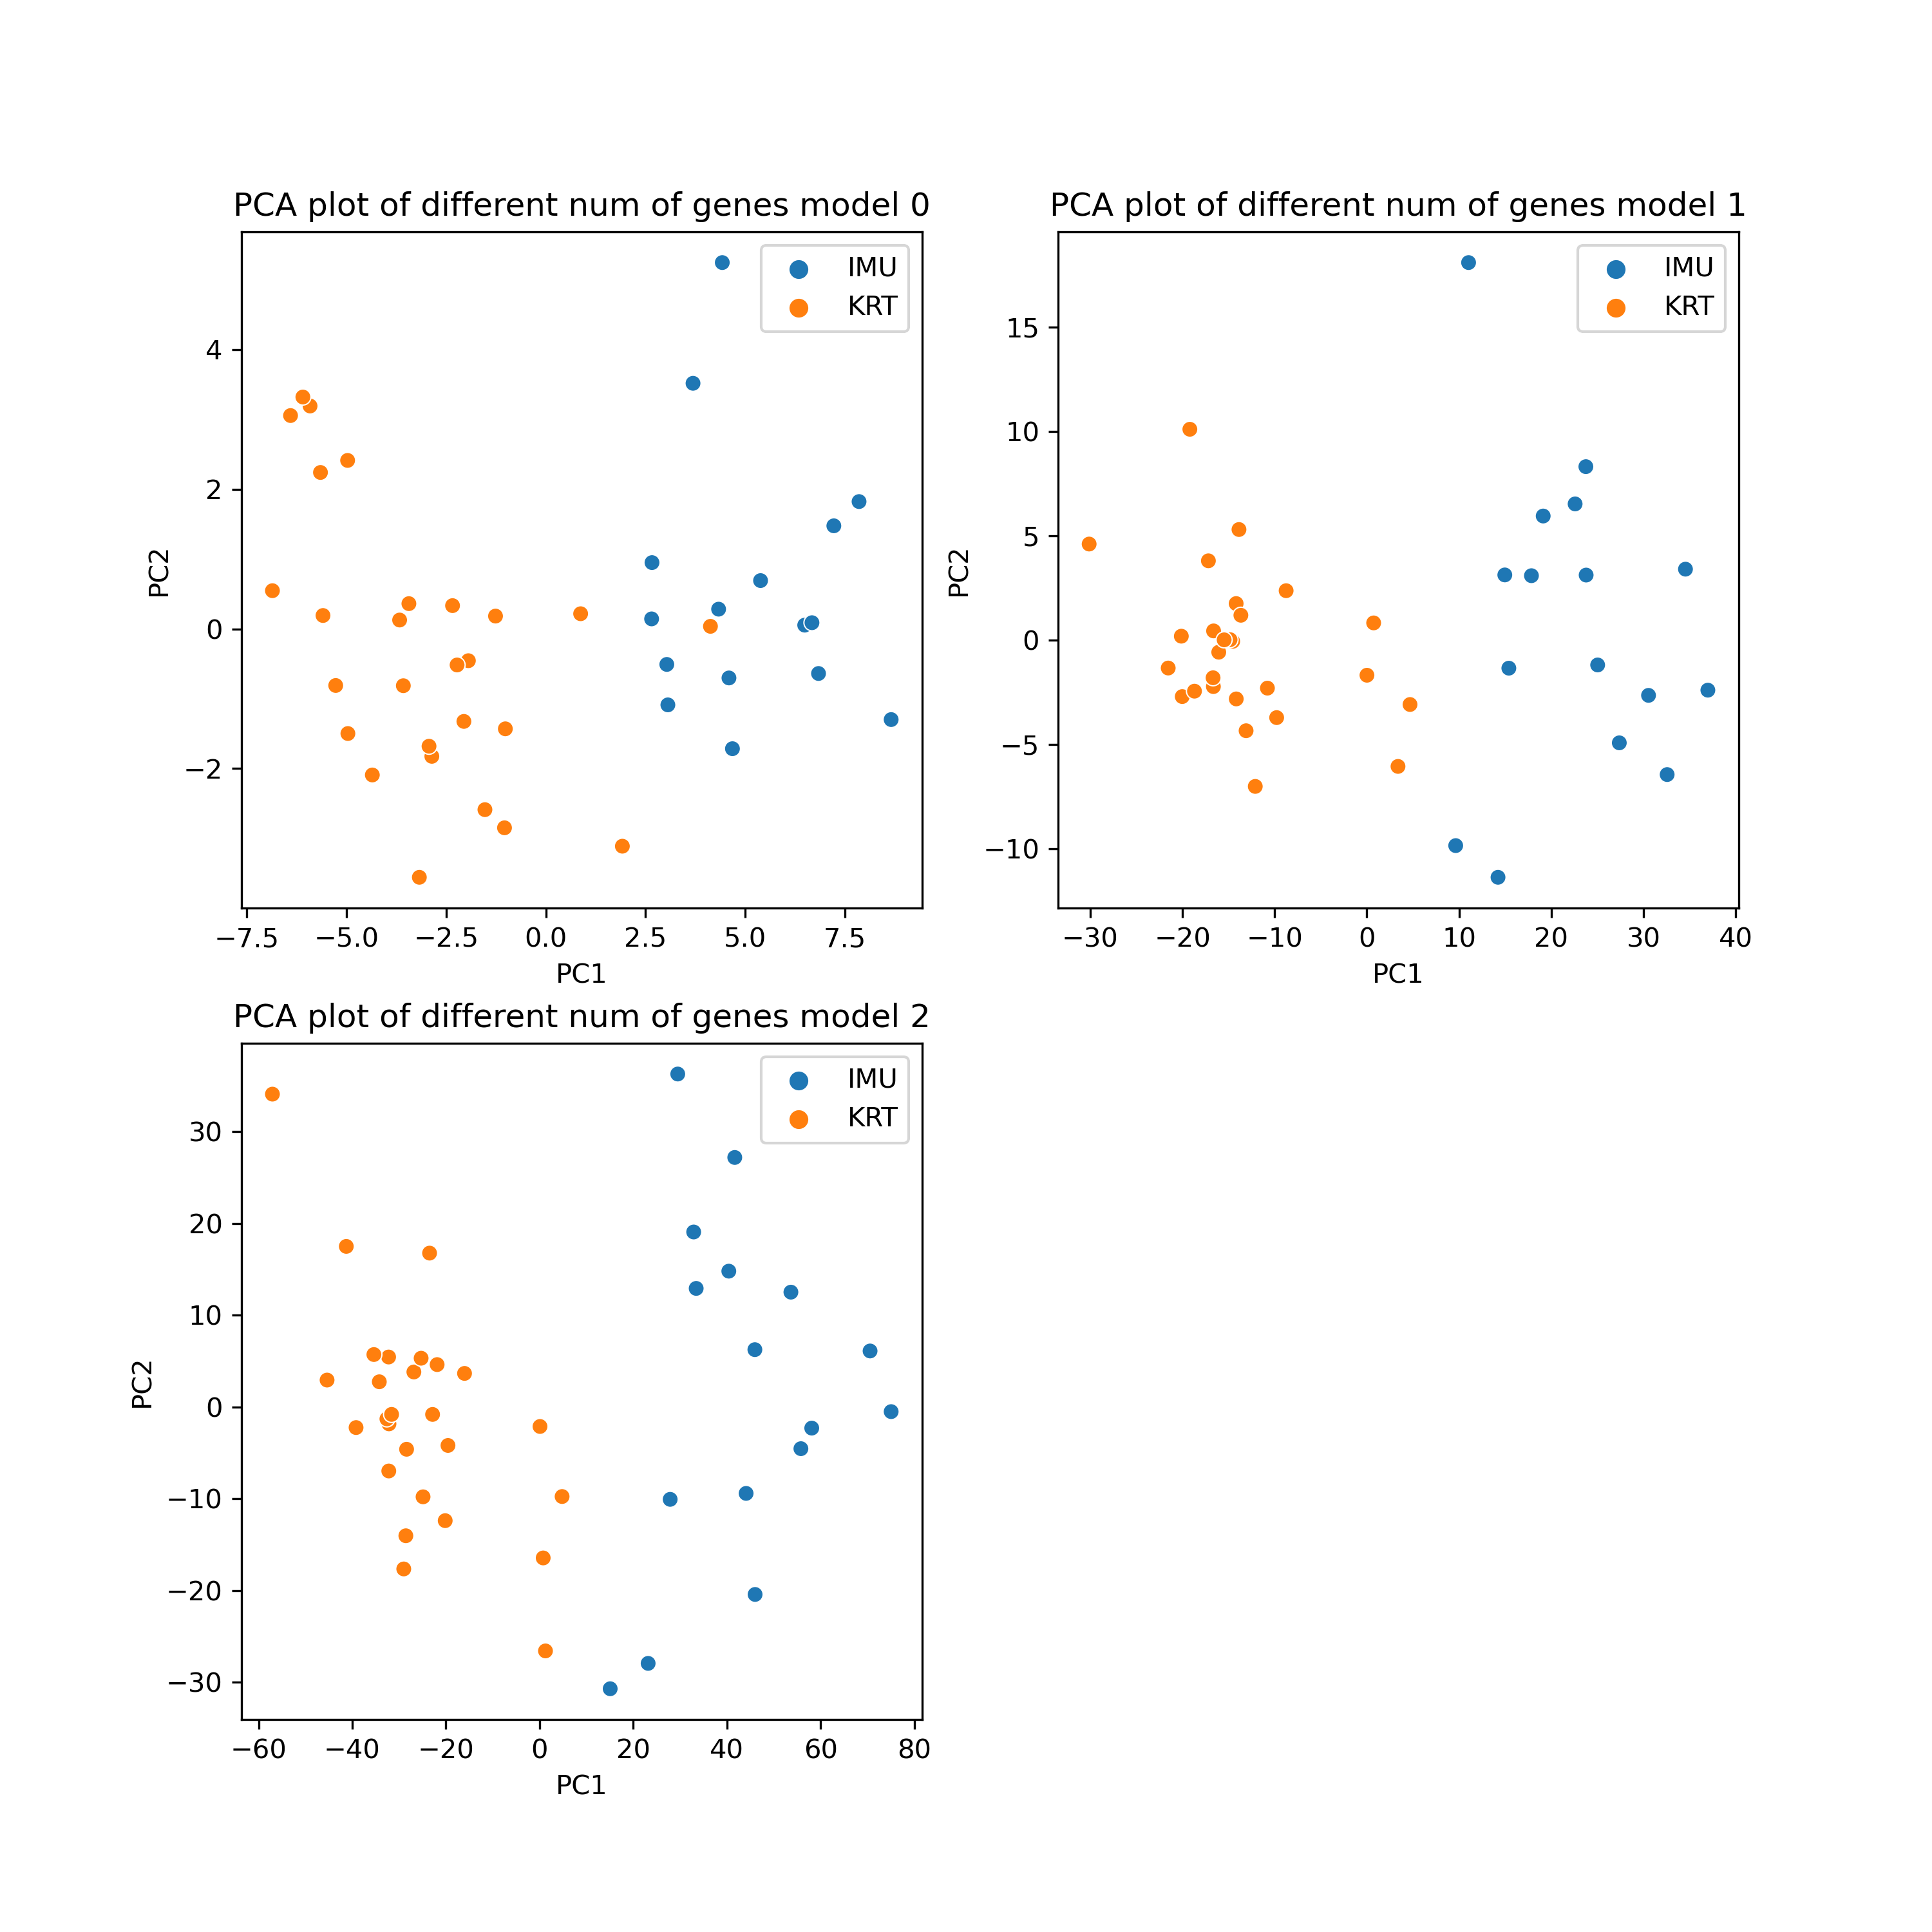 PCA plot of different num of genes model 0
IMU
KRT
4
2
0
−2
PC2
−7.5 −5.0 −2.5 0.0 2.5 5.0 7.5
PC1
PCA plot of different num of genes model 1
IMU
KRT
15
10
5
0
−5
−10
PC2
−30 −20 −10 0 10 20 30 40
PC1
PCA plot of different num of genes model 2
IMU
KRT
30
20
10
0
−10
−20
−30
PC2
−60 −40 −20 0 20 40 60 80
PC1